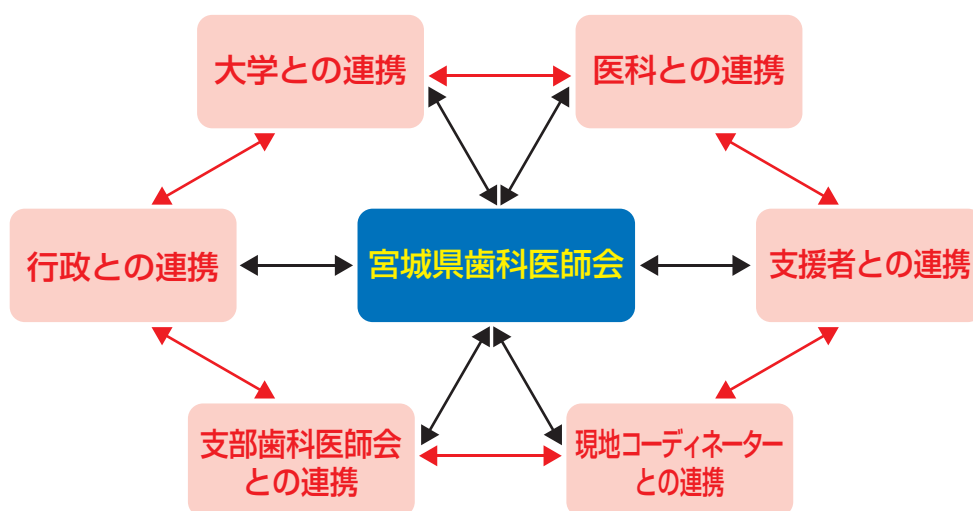 大学との連携
医科との連携
行政との連携
宮城県歯科医師会
支援者との連携
支部歯科医師会
との連携
現地コーディネーター
との連携